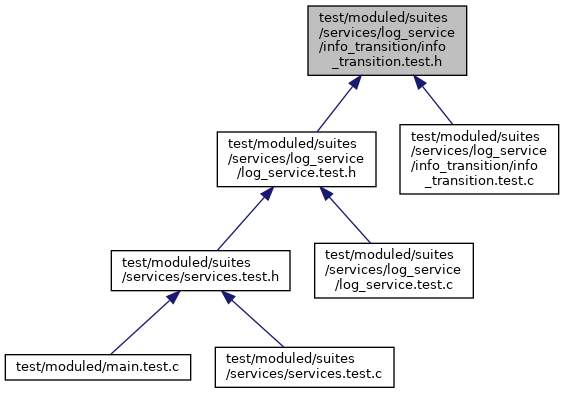 test/moduled/suites
/services/log_service
/info_transition/info
_transition.test.h
test/moduled/suites
/services/log_service
/log_service.test.h
test/moduled/suites
/services/log_service
/info_transition/info
_transition.test.c
test/moduled/suites
/services/services.test.h
test/moduled/suites
/services/log_service
/log_service.test.c
test/moduled/main.test.c
test/moduled/suites
/services/services.test.c